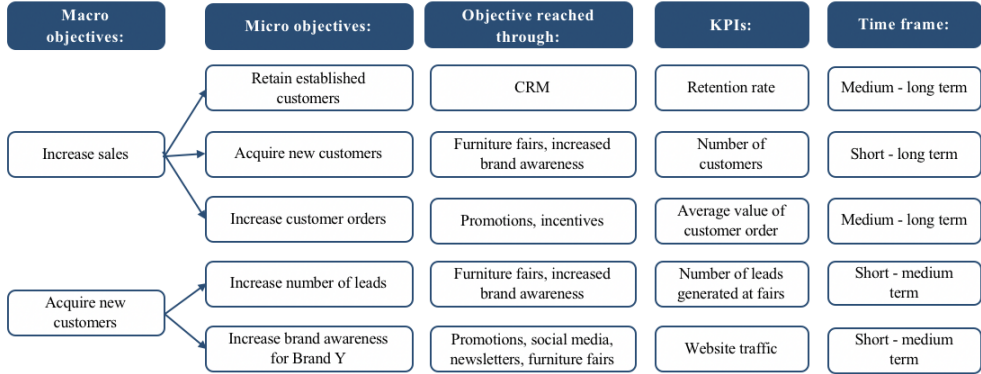 Macro
objectives:
Micro objectives:
Objective reached
through:
KPIs:
Time frame:
Increase sales
Retain established
customers
CRM
Retention rate
Medium - long term
Acquire new customers
Furniture fairs, increased
brand awareness
Number of
customers
Short - long term
Increase customer orders
Promotions, incentives
Average value of
customer order
Medium - long term
Acquire new
customers
Increase number of leads
Furniture fairs, increased
brand awareness
Number of leads
generated at fairs
Short - medium
term
Increase brand awareness
for Brand Y
Promotions, social media,
newsletters, furniture fairs
Website traffic
Short - medium
term